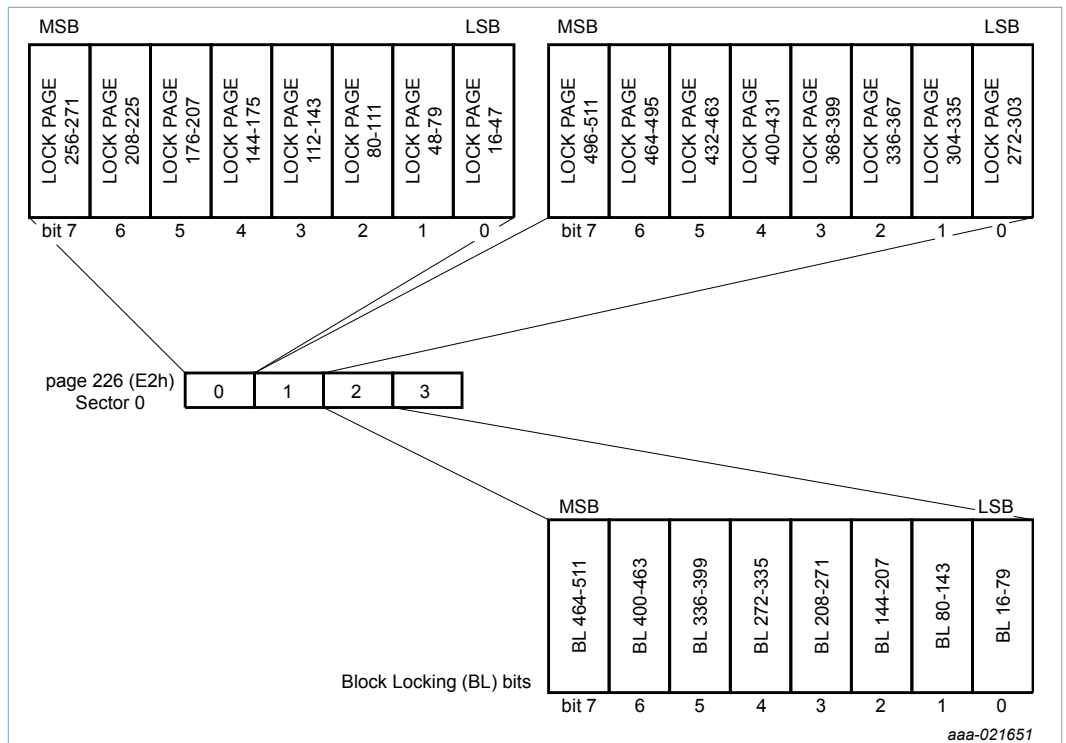 MSB LSB MSB LSB
LOCK PAGE
256-271
LOCK PAGE
208-225
LOCK PAGE
176-207
LOCK PAGE
144-175
LOCK PAGE
112-143
LOCK PAGE
80-111
LOCK PAGE
48-79
LOCK PAGE
16-47
LOCK PAGE
496-511
LOCK PAGE
464-495
LOCK PAGE
432-463
LOCK PAGE
400-431
LOCK PAGE
368-399
LOCK PAGE
336-367
LOCK PAGE
304-335
LOCK PAGE
272-303
bit 7 6 5 4 3 2 1 0 bit 7 6 5 4 3 2 1 0
page 226 (E2h)
Sector 0
0 1 2 3
MSB LSB
BL 464-511
BL 400-463
BL 336-399
BL 272-335
BL 208-271
BL 144-207
BL 80-143
BL 16-79
Block Locking (BL) bits
bit 7 6 5 4 3 2 1 0
aaa-021651